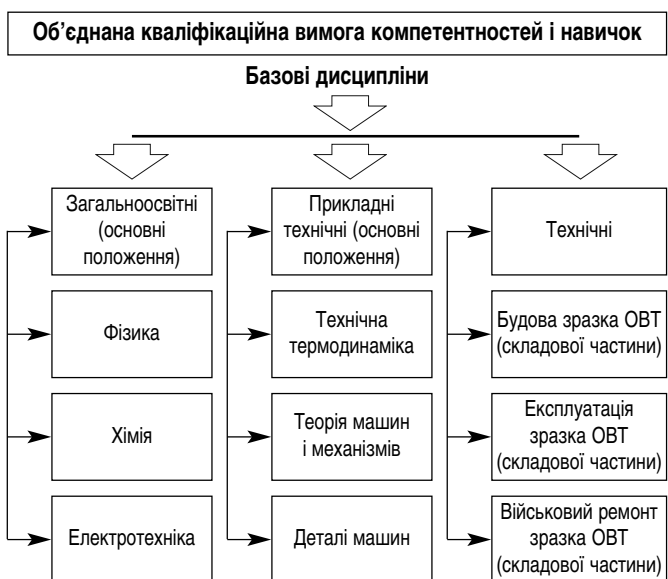 Об’єднана кваліфікаційна вимога компетентностей і навичок
Базові дисципліни
Загальноосвітні
(основні
положення)
Прикладні
технічні (основні
положення)
Технічні
Фізика
Технічна
термодинаміка
Будова зразка ОВТ
(складової частини)
Хімія
Теорія машин
і механізмів
Експлуатація
зразка ОВТ
(складової частини)
Електротехніка
Деталі машин
Військовий ремонт
зразка ОВТ
(складової частини)